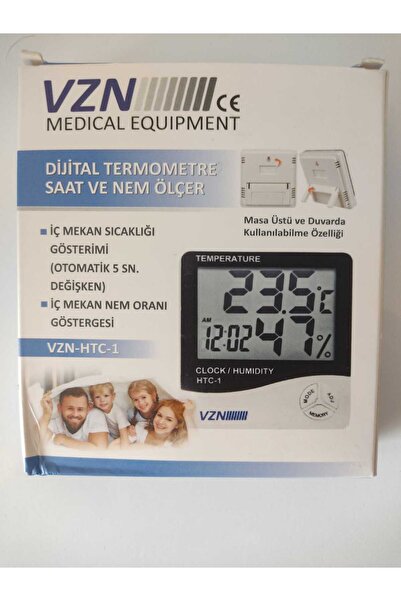 VZN CE
MEDICAL EQUIPMENT
DİJİTAL TERMOMETRE
SAAT VE NEM ÖLÇER
Masa Üstü ve Duvarda
Kullanılabilme Özelliği
• İÇ MEKAN SICAKLIĞI
GÖSTERİMİ
(OTOMATİK 5 SN.
DEĞİŞKEN)
• İÇ MEKAN NEM ORANI
GÖSTERGESİ
VZN-HTC-1
TEMPERATURE
23.5°C
AM 12:02 47%
CLOCK/HUMIDITY
HTC-1
MODE ADJ
MEMORY
VZN